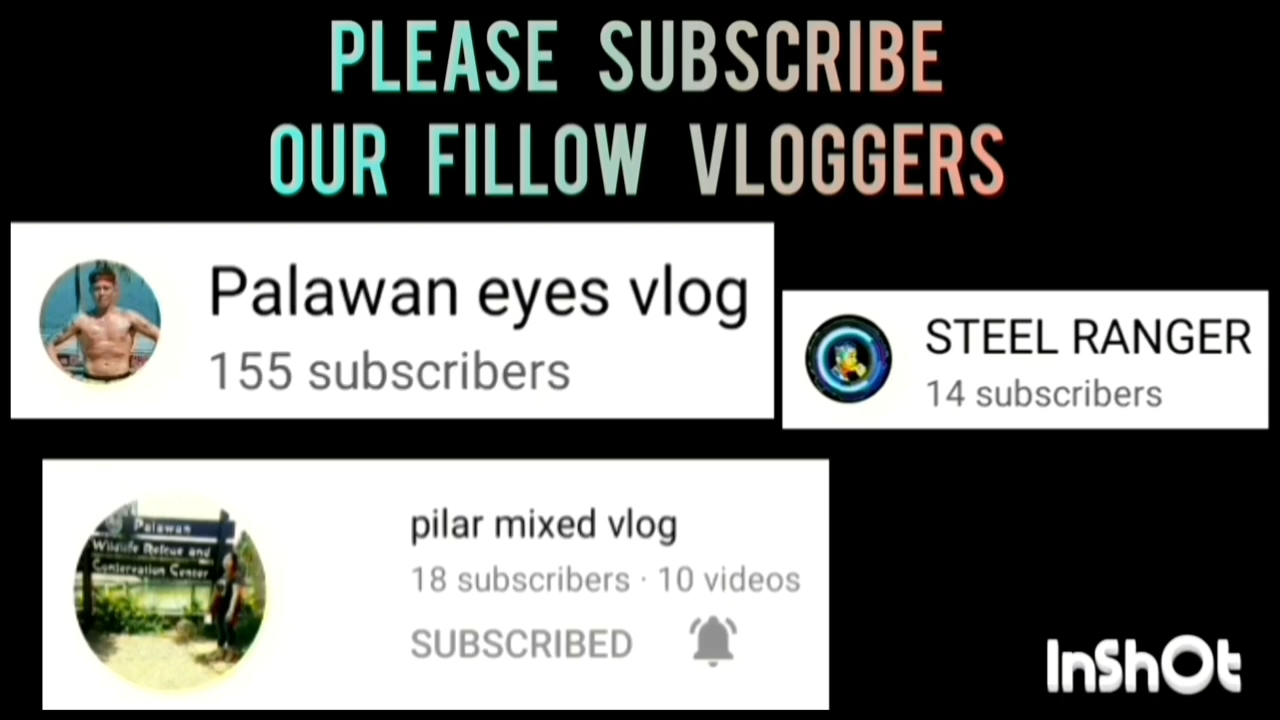 PLEASE SUBSCRIBE
OUR FILLOW VLOGGERS
Palawan eyes vlog
155 subscribers
STEEL RANGER
14 subscribers
Palawan
Wildlife Rescue and
Conservation Center
pilar mixed vlog
18 subscribers · 10 videos
SUBSCRIBED
InShOt